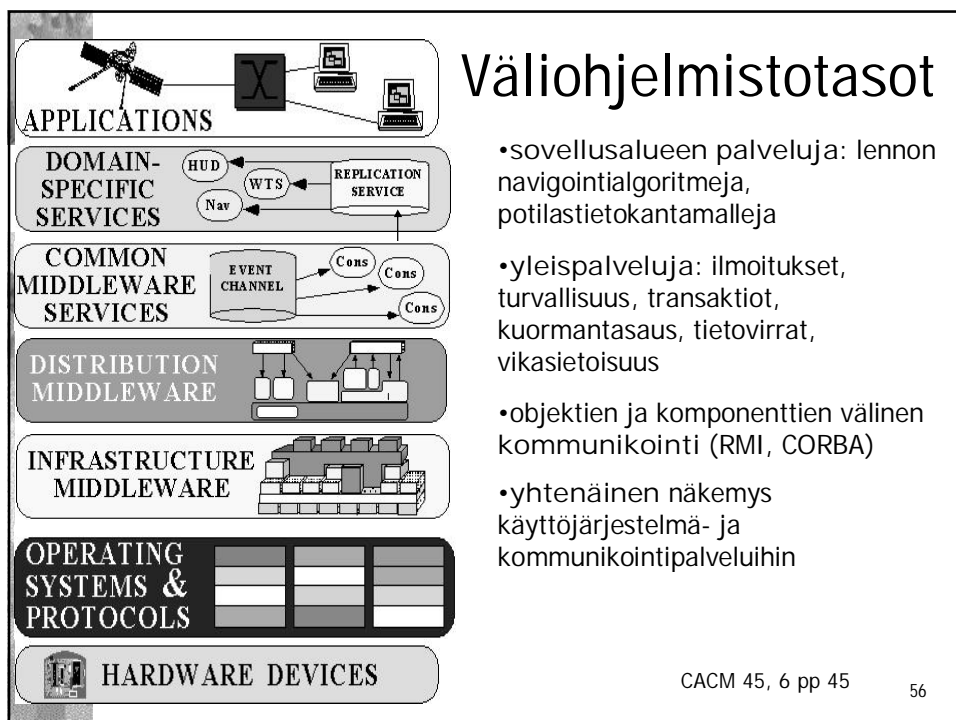 Väliohjelmistotasot
APPLICATIONS
DOMAIN-
SPECIFIC
SERVICES
HUD
WTS
Nav
REPLICATION
SERVICE
COMMON
MIDDLEWARE
SERVICES
EVENT
CHANNEL
Cons
Cons
Cons
DISTRIBUTION
MIDDLEWARE
INFRASTRUCTURE
MIDDLEWARE
OPERATING
SYSTEMS &
PROTOCOLS
HARDWARE DEVICES
•sovellusalueen palveluja: lennon
navigointialgoritmeja,
potilastietokantamalleja
•yleispalveluja: ilmoitukset,
turvallisuus, transaktiot,
kuormantasaus, tietovirrat,
vikasietoisuus
•objektien ja komponenttien välinen
kommunikointi (RMI, CORBA)
•yhtenäinen näkemys
käyttöjärjestelmä- ja
kommunikointipalveluihin
CACM 45, 6 pp 45
56